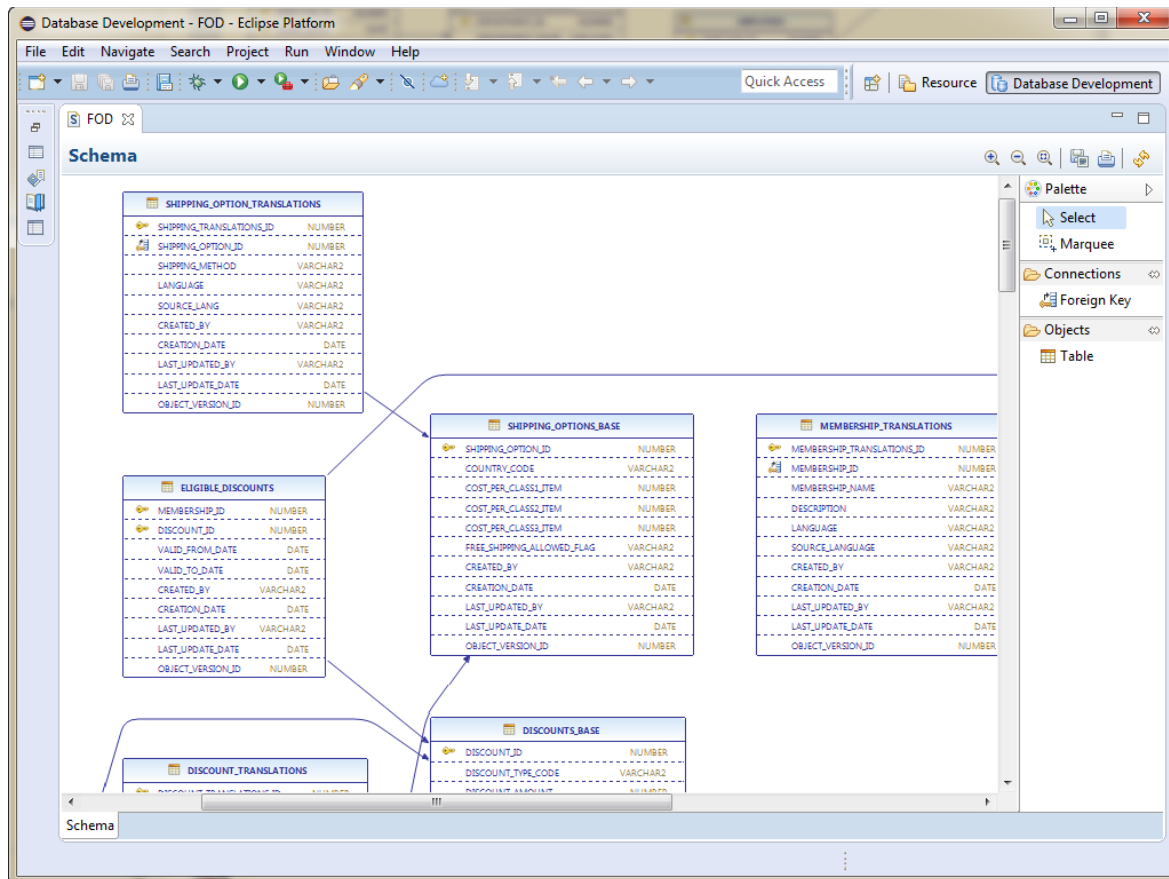 Database Development - FOD - Eclipse Platform
File Edit Navigate Search Project Run Window Help
Quick Access
Resource
Database Development
FOD
Schema
SHIPPING_OPTION_TRANSLATIONS
SHIPPING_TRANSLATIONS_ID NUMBER
SHIPPING_OPTION_ID NUMBER
SHIPPING_METHOD VARCHAR2
LANGUAGE VARCHAR2
SOURCE_LANG VARCHAR2
CREATED_BY VARCHAR2
CREATION_DATE DATE
LAST_UPDATED_BY VARCHAR2
LAST_UPDATE_DATE DATE
OBJECT_VERSION_ID NUMBER
ELIGIBLE_DISCOUNTS
MEMBERSHIP_ID NUMBER
DISCOUNT_ID NUMBER
VALID_FROM_DATE DATE
VALID_TO_DATE DATE
CREATED_BY VARCHAR2
CREATION_DATE DATE
LAST_UPDATED_BY VARCHAR2
LAST_UPDATE_DATE DATE
OBJECT_VERSION_ID NUMBER
SHIPPING_OPTIONS_BASE
SHIPPING_OPTION_ID NUMBER
COUNTRY_CODE VARCHAR2
COST_PER_CLASS1_ITEM NUMBER
COST_PER_CLASS2_ITEM NUMBER
COST_PER_CLASS3_ITEM NUMBER
FREE_SHIPPING_ALLOWED_FLAG VARCHAR2
CREATED_BY VARCHAR2
CREATION_DATE DATE
LAST_UPDATED_BY VARCHAR2
LAST_UPDATE_DATE DATE
OBJECT_VERSION_ID NUMBER
MEMBERSHIP_TRANSLATIONS
MEMBERSHIP_TRANSLATIONS_ID NUMBER
MEMBERSHIP_ID NUMBER
MEMBERSHIP_NAME VARCHAR2
DESCRIPTION VARCHAR2
LANGUAGE VARCHAR2
SOURCE_LANGUAGE VARCHAR2
CREATED_BY VARCHAR2
CREATION_DATE DATE
LAST_UPDATED_BY VARCHAR2
LAST_UPDATE_DATE DATE
OBJECT_VERSION_ID NUMBER
DISCOUNT_TRANSLATIONS
DISCOUNT_TRANSLATIONS_ID NUMBER
DISCOUNTS_BASE
DISCOUNT_ID NUMBER
DISCOUNT_TYPE_CODE VARCHAR2
DISCOUNT_AMOUNT NUMBER
Palette
Select
Marquee
Connections
Foreign Key
Objects
Table
Schema